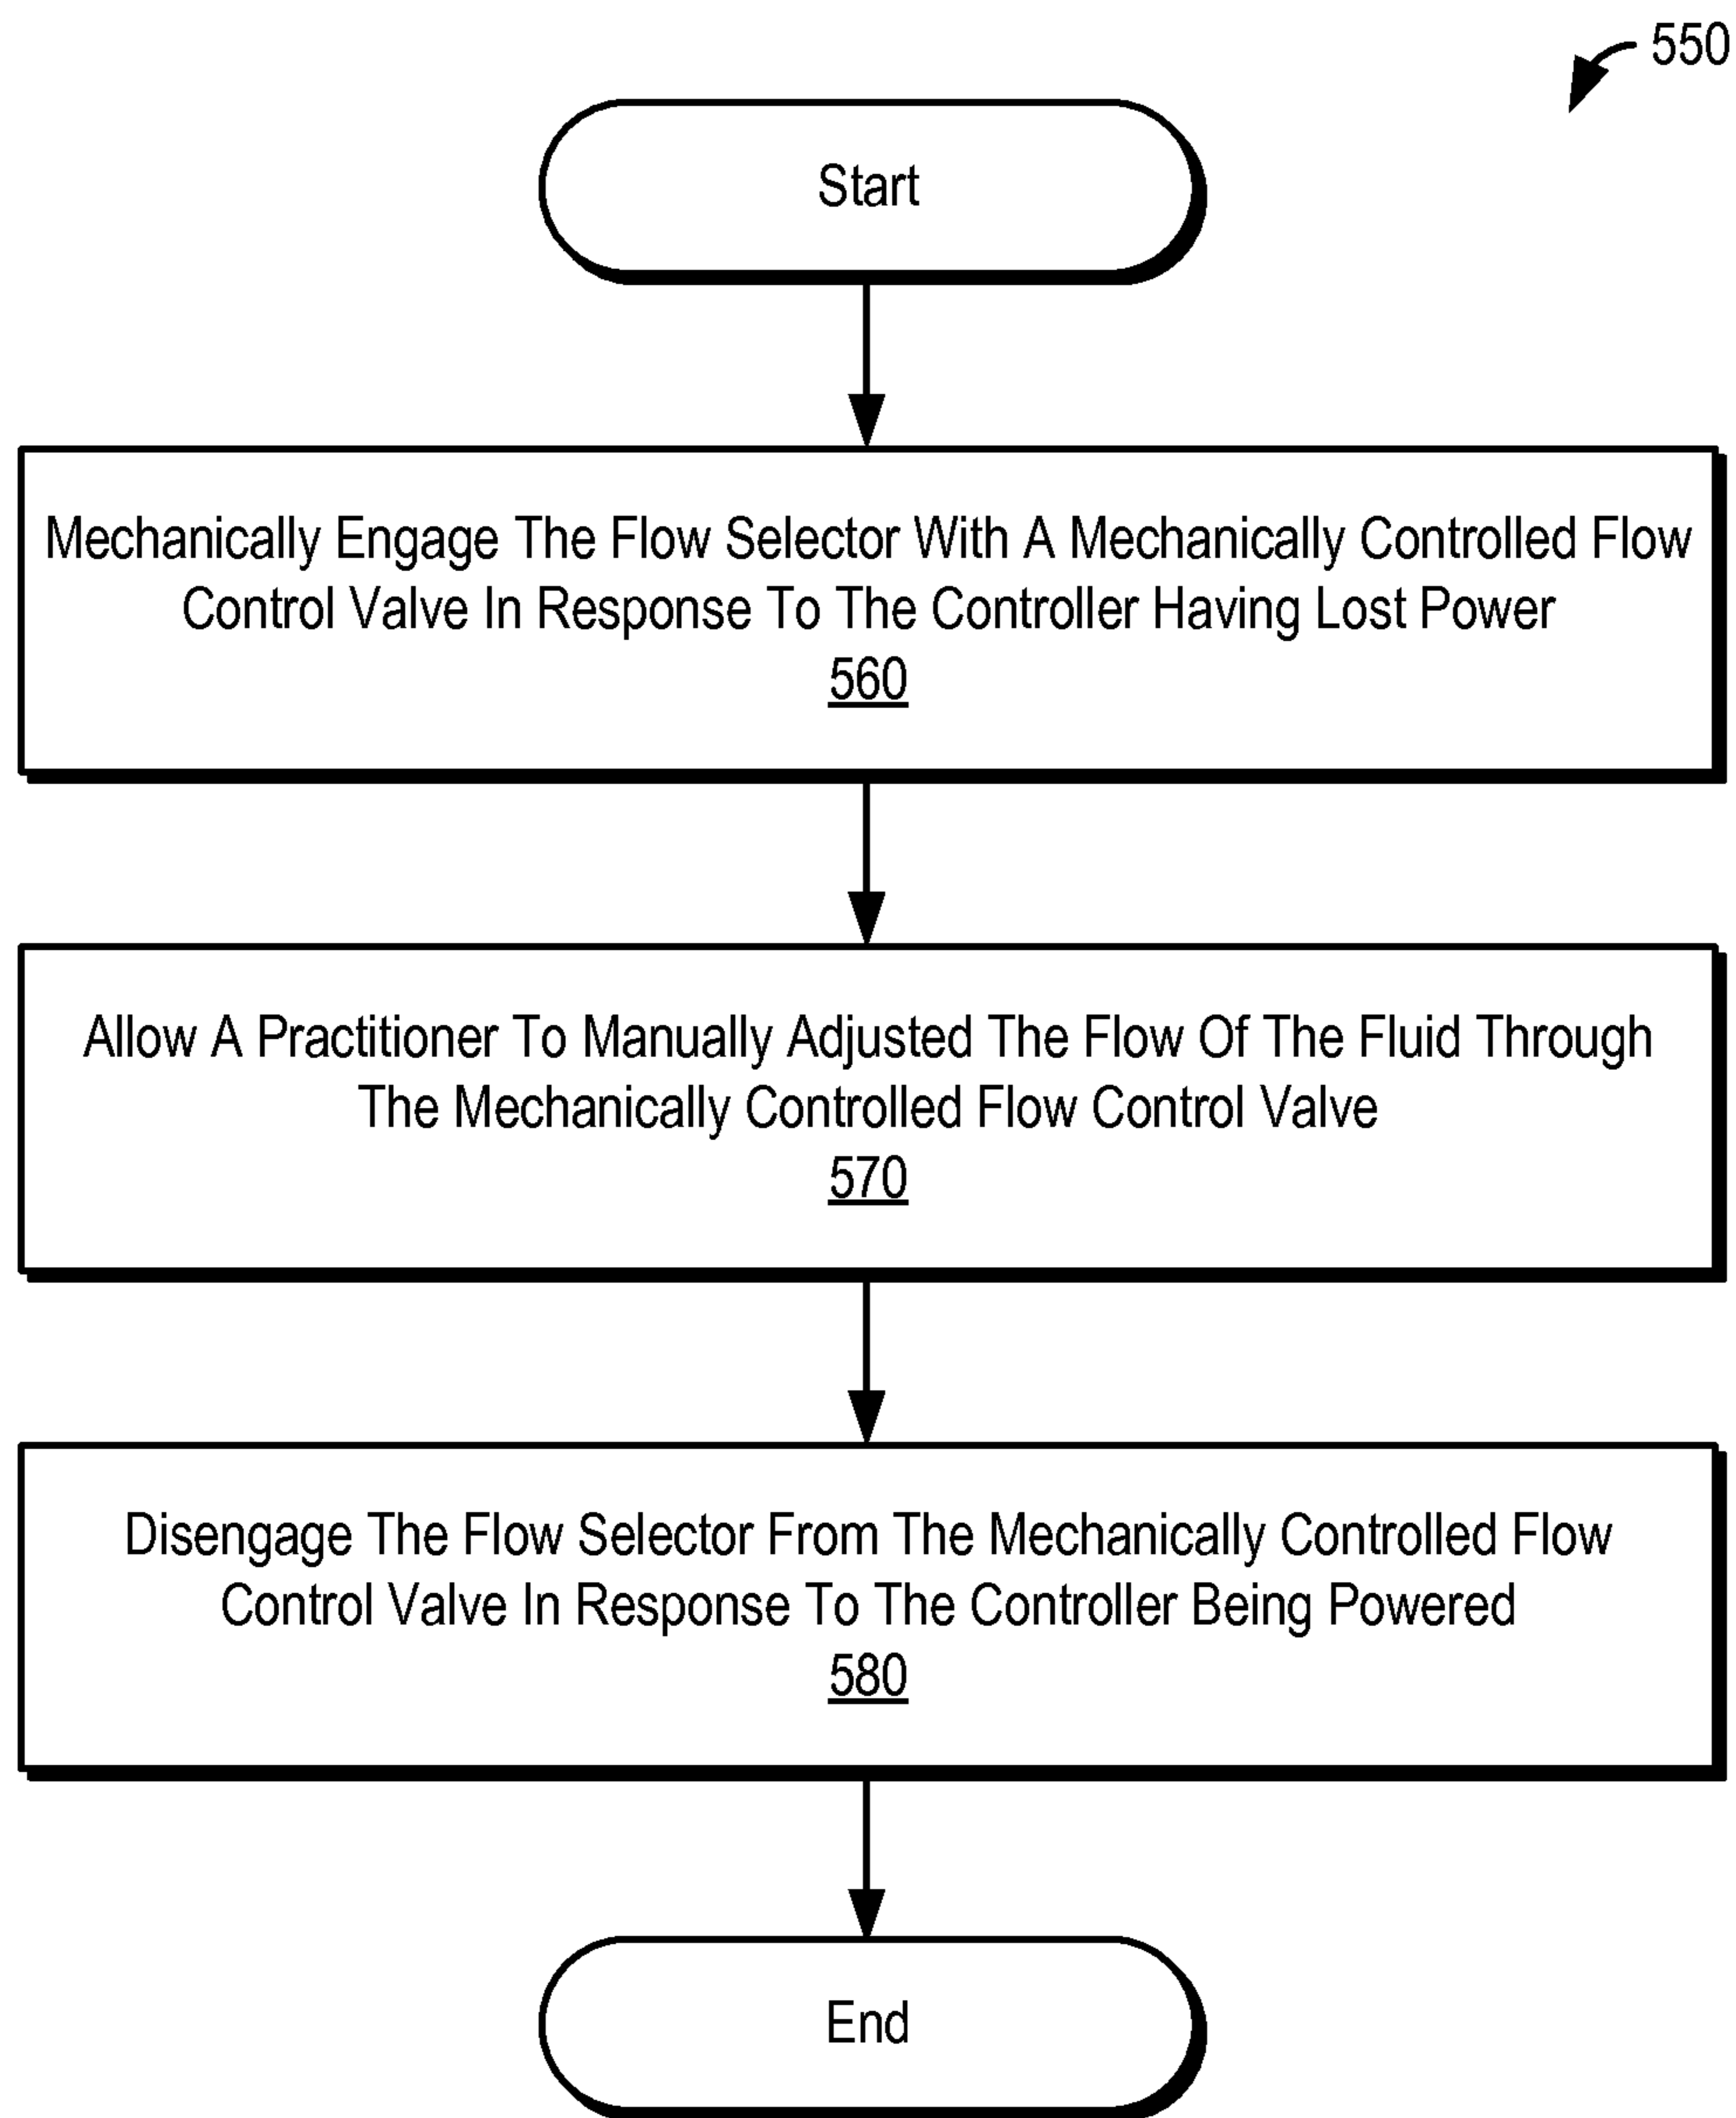 550
Start
Mechanically Engage The Flow Selector With A Mechanically Controlled Flow
Control Valve In Response To The Controller Having Lost Power
560
Allow A Practitioner To Manually Adjusted The Flow Of The Fluid Through
The Mechanically Controlled Flow Control Valve
570
Disengage The Flow Selector From The Mechanically Controlled Flow
Control Valve In Response To The Controller Being Powered
580
End